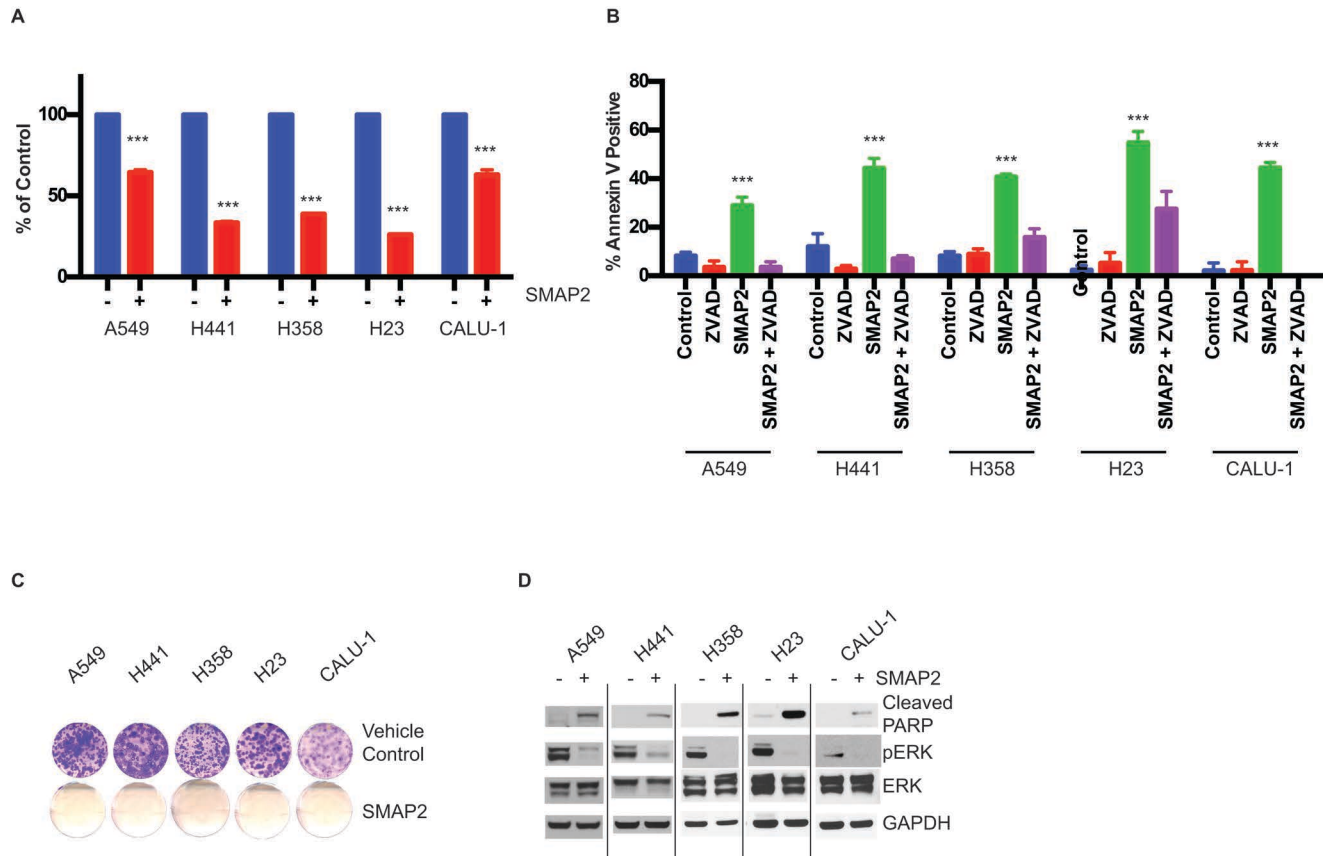 A
% of Control
100
50
0
- + - + - + - + - + SMAP2
A549 H441 H358 H23 CALU-1
B
% Annexin V Positive
80
60
40
20
0
*** *** *** *** ***
*** *** *** *** ***
Control ZVAD SMAP2 SMAP2 + ZVAD Control ZVAD SMAP2 SMAP2 + ZVAD Control ZVAD SMAP2 SMAP2 + ZVAD Control ZVAD SMAP2 SMAP2 + ZVAD Control ZVAD SMAP2 SMAP2 + ZVAD
A549 H441 H358 H23 CALU-1
C
A549 H441 H358 H23 CALU-1
Vehicle
Control
SMAP2
D
A549 H441 H358 H23 CALU-1
- + - + - + - + - + SMAP2
Cleaved
PARP
pERK
ERK
GAPDH